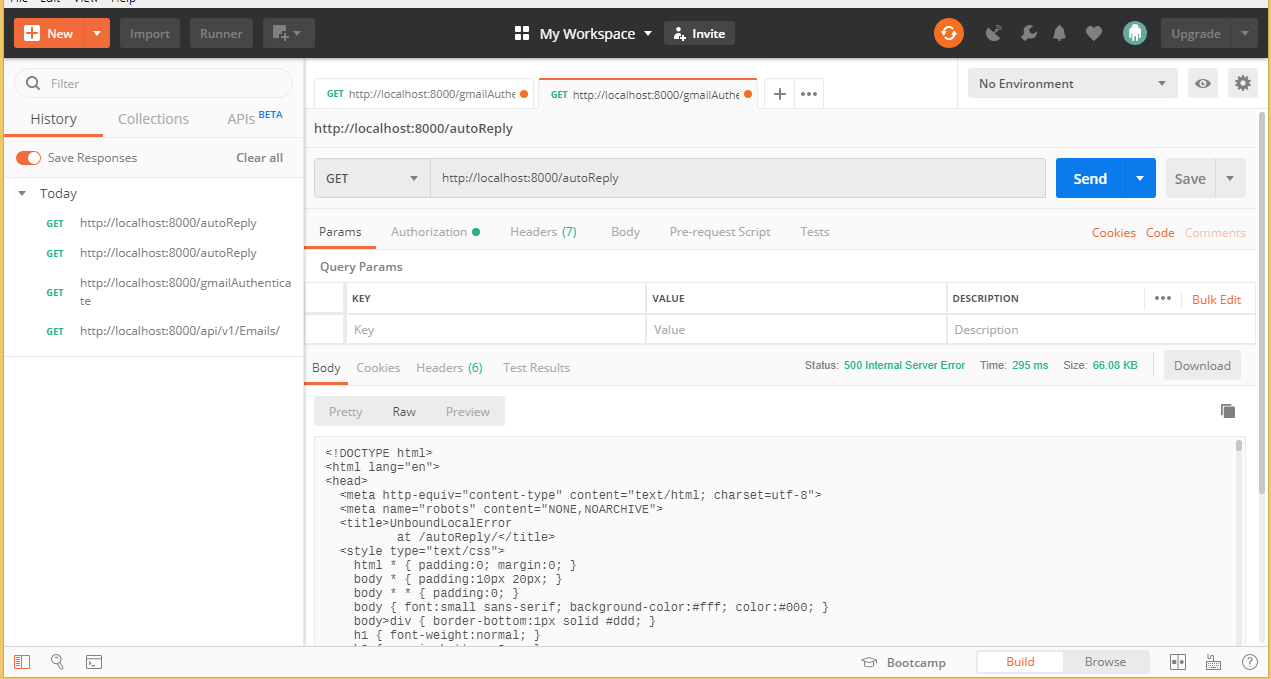 File Edit View Help
New
Import
Runner
My Workspace
Invite
Upgrade
Filter
History
Collections
APIs BETA
Save Responses
Clear all
Today
GET http://localhost:8000/autoReply
GET http://localhost:8000/autoReply
GET http://localhost:8000/gmailAuthentica
te
GET http://localhost:8000/api/v1/Emails/
GET http://localhost:8000/gmailAuthe
GET http://localhost:8000/gmailAuthe
No Environment
http://localhost:8000/autoReply
GET
http://localhost:8000/autoReply
Send
Save
Params
Authorization
Headers (7)
Body
Pre-request Script
Tests
Cookies
Code
Comments
Query Params
KEY
VALUE
DESCRIPTION
Bulk Edit
Key
Value
Description
Body
Cookies
Headers (6)
Test Results
Status: 500 Internal Server Error
Time: 295 ms
Size: 66.08 KB
Download
Pretty
Raw
Preview
<!DOCTYPE html>
<html lang="en">
<head>
<meta http-equiv="content-type" content="text/html; charset=utf-8">
<meta name="robots" content="NONE,NOARCHIVE">
<title>UnboundLocalError
at /autoReply/</title>
<style type="text/css">
html * { padding:0; margin:0; }
body * { padding:10px 20px; }
body * * { padding:0; }
body { font:small sans-serif; background-color:#fff; color:#000; }
body>div { border-bottom:1px solid #ddd; }
h1 { font-weight:normal; }
Bootcamp
Build
Browse